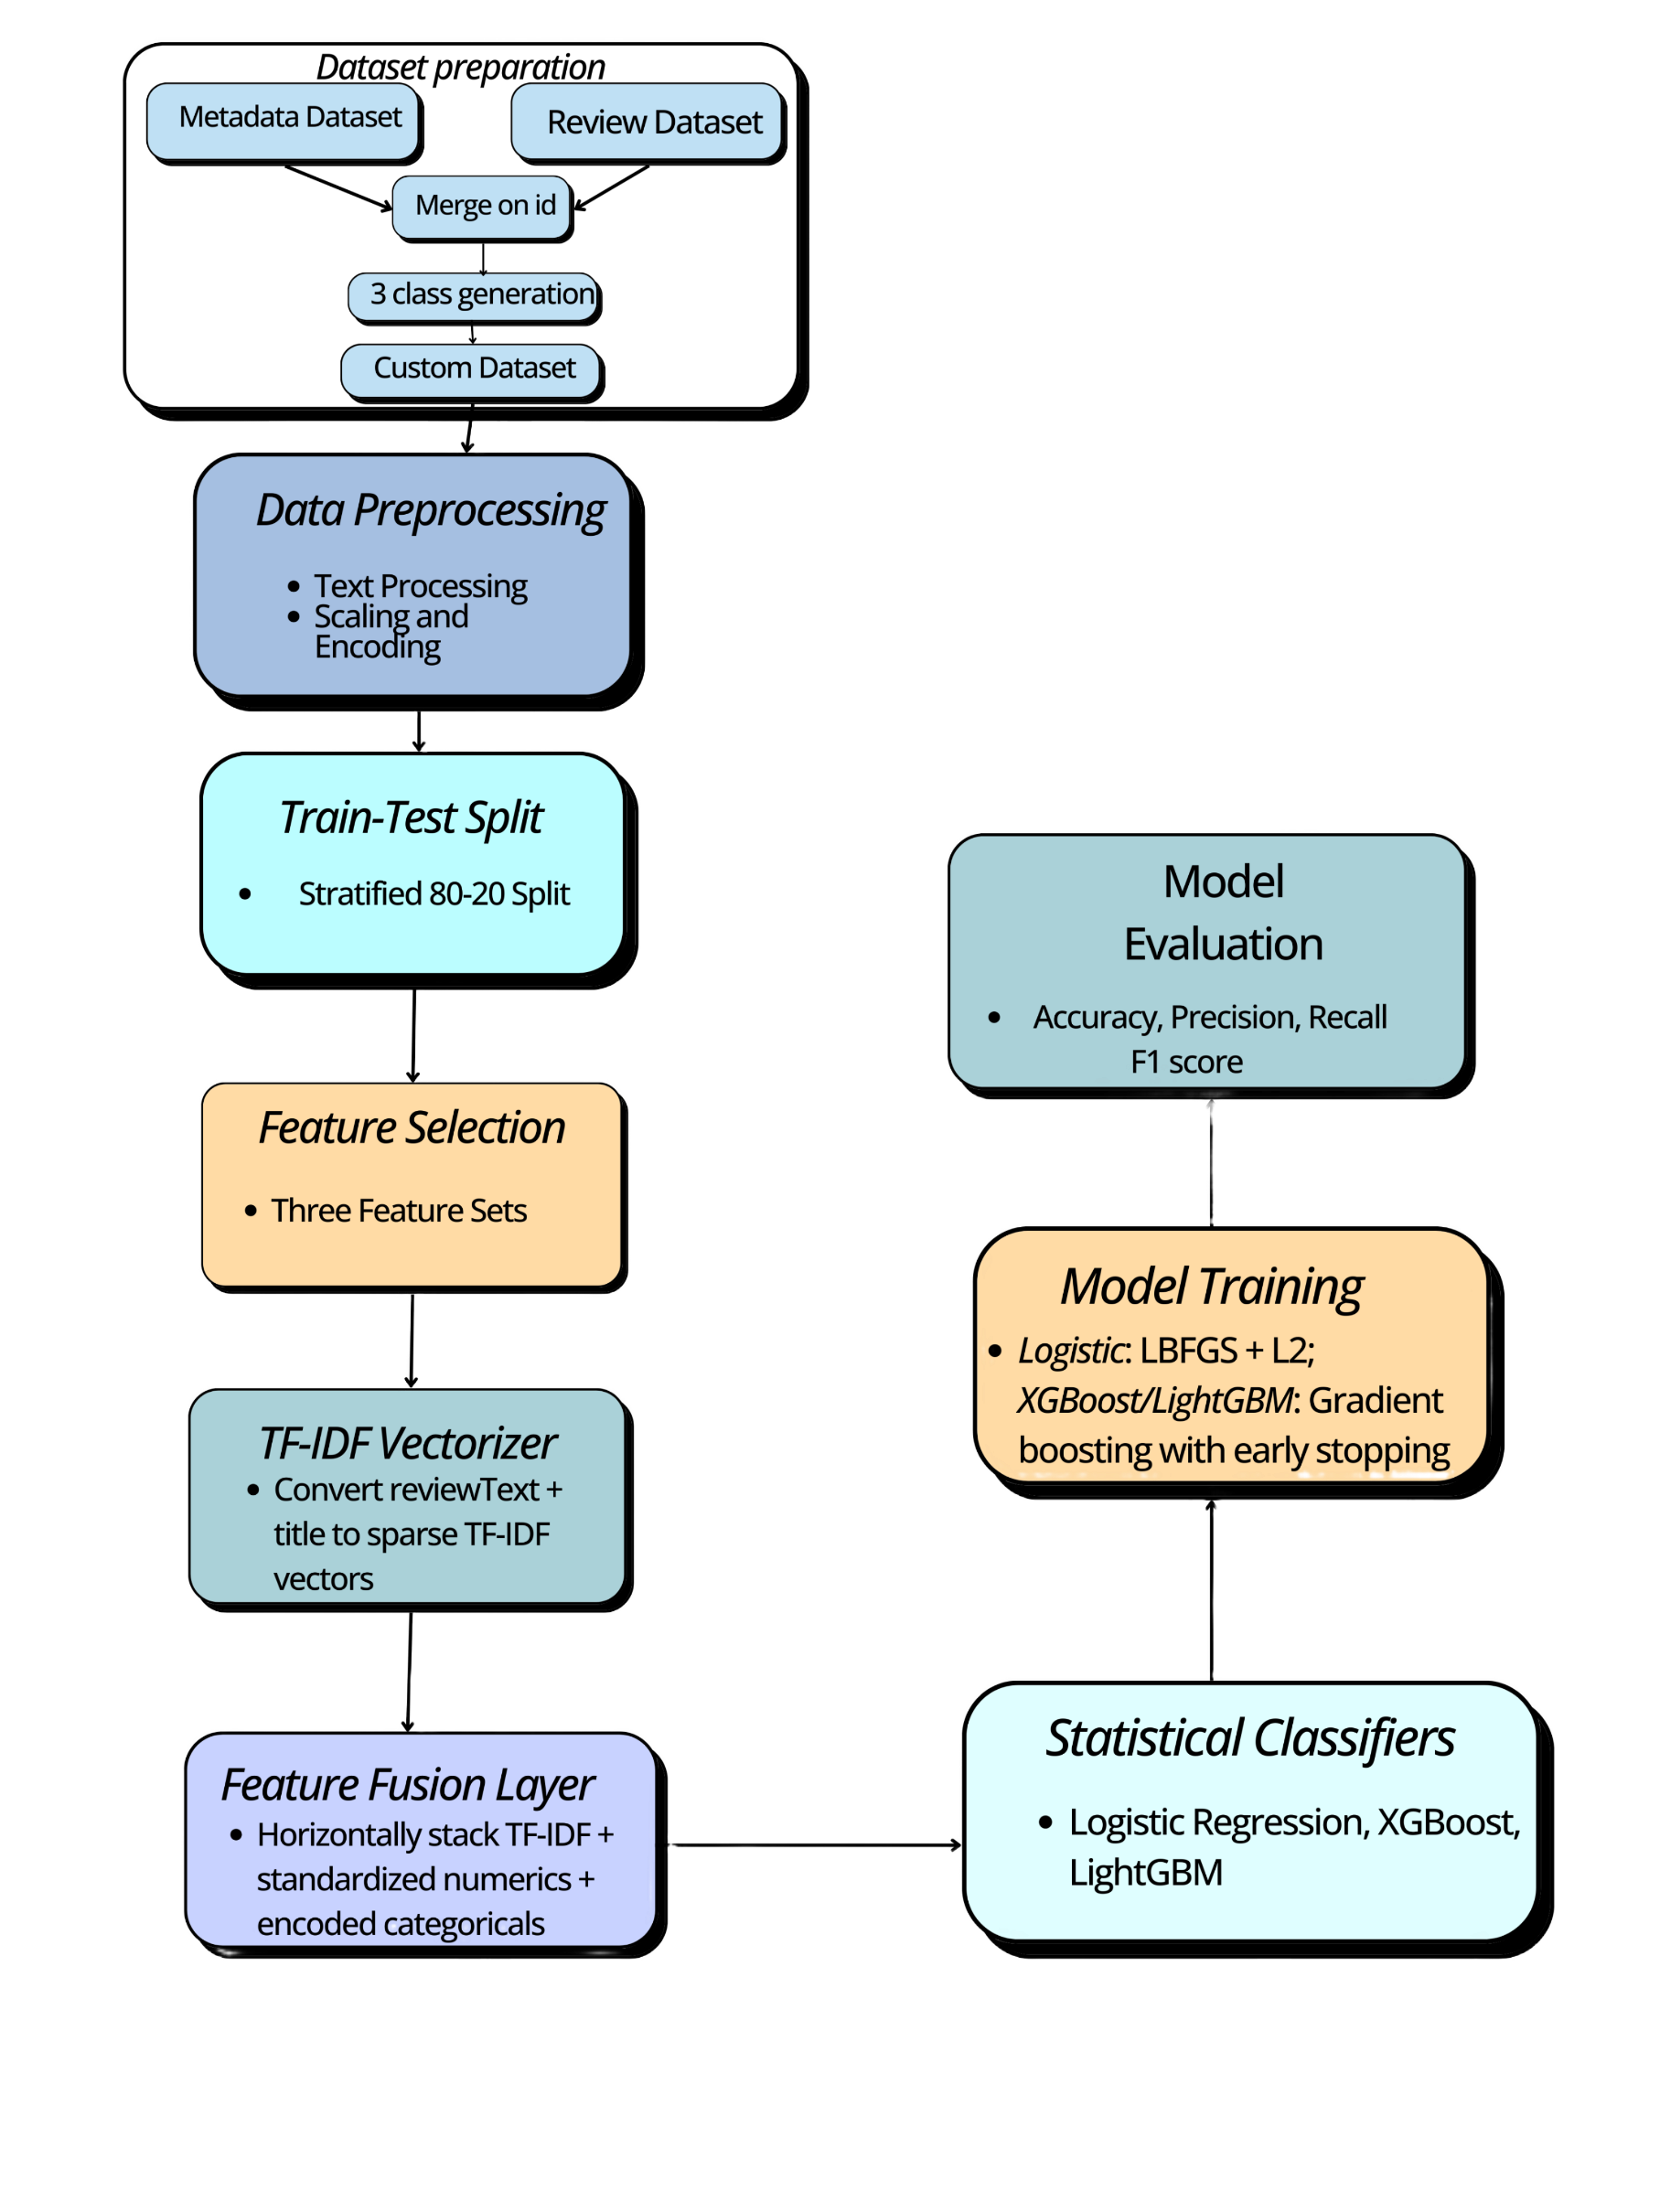 Dataset preparation
Metadata Dataset
Review Dataset
Merge on id
3 class generation
Custom Dataset
Data Preprocessing
• Text Processing
• Scaling and
Encoding
Train-Test Split
• Stratified 80-20 Split
Feature Selection
• Three Feature Sets
TF-IDF Vectorizer
• Convert reviewText +
title to sparse TF-IDF
vectors
Feature Fusion Layer
• Horizontally stack TF-IDF +
standardized numerics +
encoded categoricals
Statistical Classifiers
• Logistic Regression, XGBoost,
LightGBM
Model Training
• Logistic: LBFGS + L2;
XGBoost/LightGBM: Gradient
boosting with early stopping
Model
Evaluation
• Accuracy, Precision, Recall
F1 score